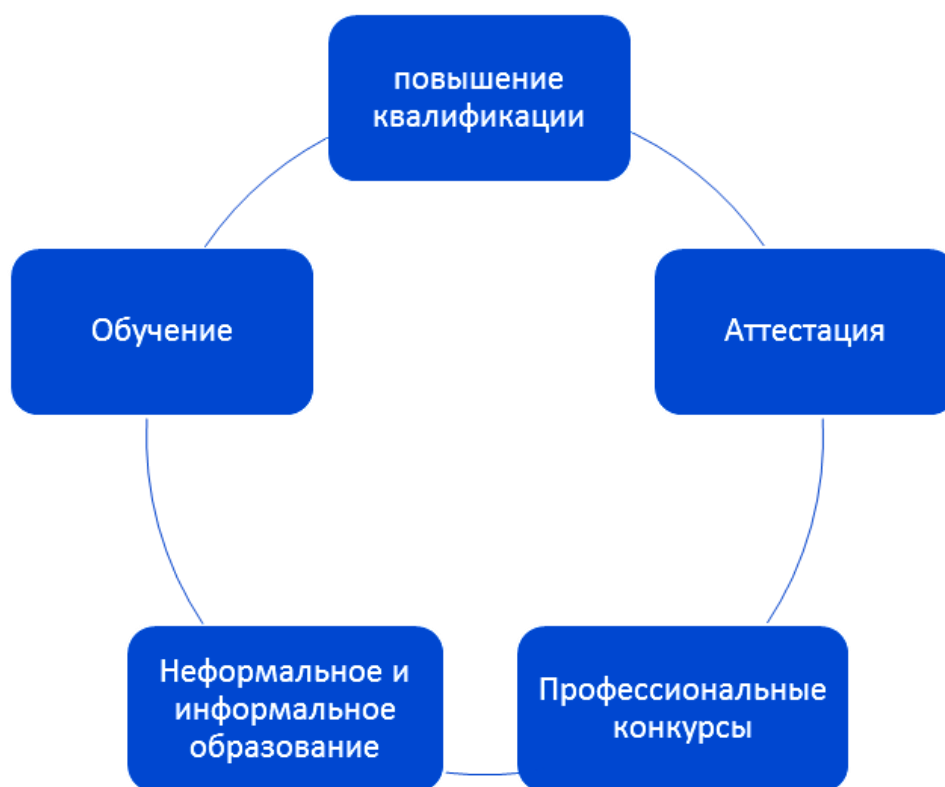 повышение
квалификации
Обучение
Аттестация
Неформальное и
информальное
образование
Профессиональные
конкурсы